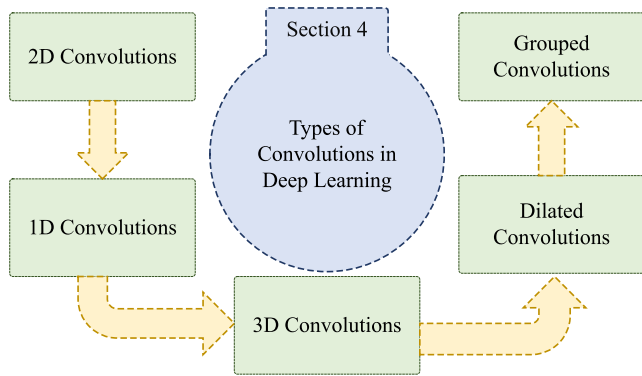 Section 4
Types of
Convolutions in
Deep Learning
2D Convolutions
1D Convolutions
3D Convolutions
Dilated
Convolutions
Grouped
Convolutions